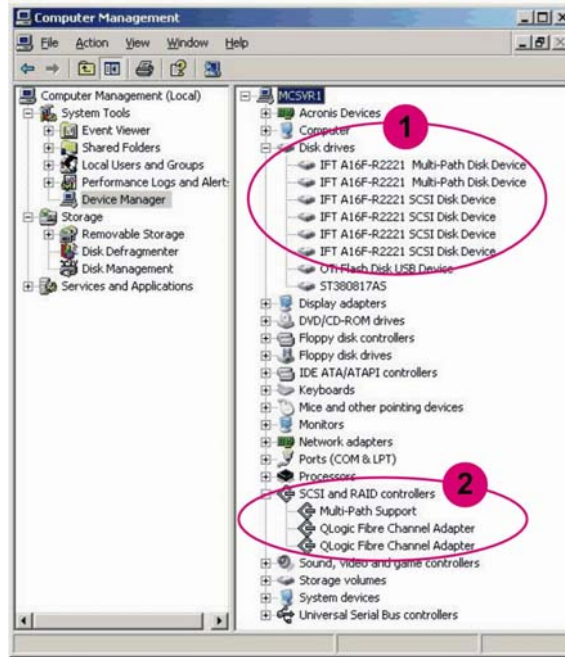 Computer Management
File Action View Window Help
Computer Management (Local)
System Tools
Event Viewer
Shared Folders
Local Users and Groups
Performance Logs and Alert:
Device Manager
Storage
Removable Storage
Disk Defragmenter
Disk Management
Services and Applications
MCSVR1
Acronis Devices
1
Computer
Disk drives
IFT A16F-R2221 Multi-Path Disk Device
IFT A16F-R2221 Multi-Path Disk Device
IFT A16F-R2221 SCSI Disk Device
IFT A16F-R2221 SCSI Disk Device
IFT A16F-R2221 SCSI Disk Device
IFT A16F-R2221 SCSI Disk Device
OTi Flash Disk USB Device
ST380817AS
Display adapters
DVD/CD-ROM drives
Floppy disk controllers
Floppy disk drives
IDE ATA/ATAPI controllers
Keyboards
Mice and other pointing devices
Monitors
Network adapters
Ports (COM & LPT)
Processors
2
SCSI and RAID controllers
Multi-Path Support
QLogic Fibre Channel Adapter
QLogic Fibre Channel Adapter
Sound, video and game controllers
Storage volumes
System devices
Universal Serial Bus controllers